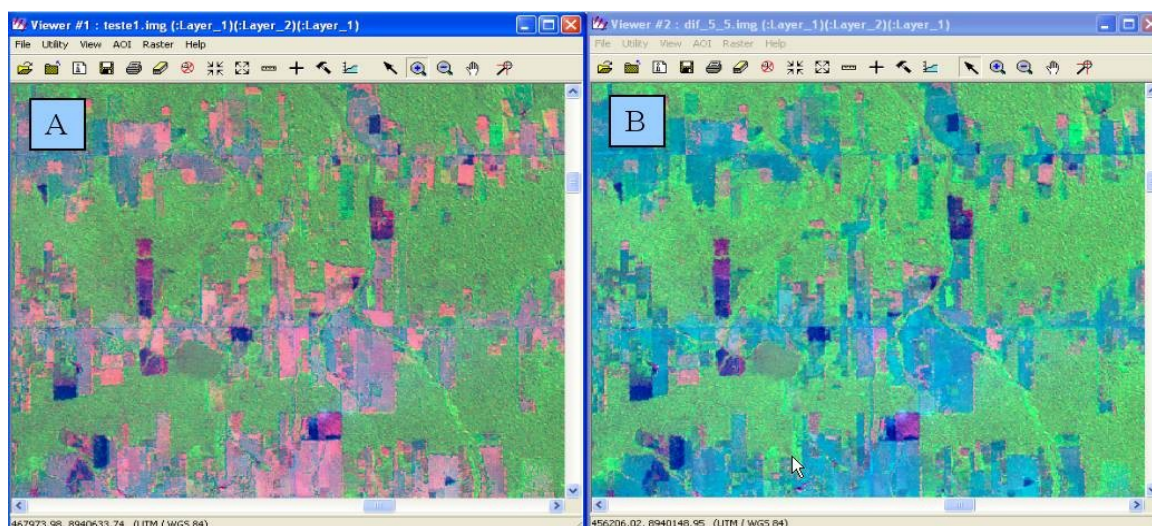 Viewer #1 : teste1.img (:Layer_1)(:Layer_2)(:Layer_1)
File Utility View AOI Raster Help
A
467973.98, 8940633.74 (UTM / WGS 84)
Viewer #2 : dif_5_5.img (:Layer_1)(:Layer_2)(:Layer_1)
File Utility View AOI Raster Help
B
456206.02, 8940148.95 (UTM / WGS 84)